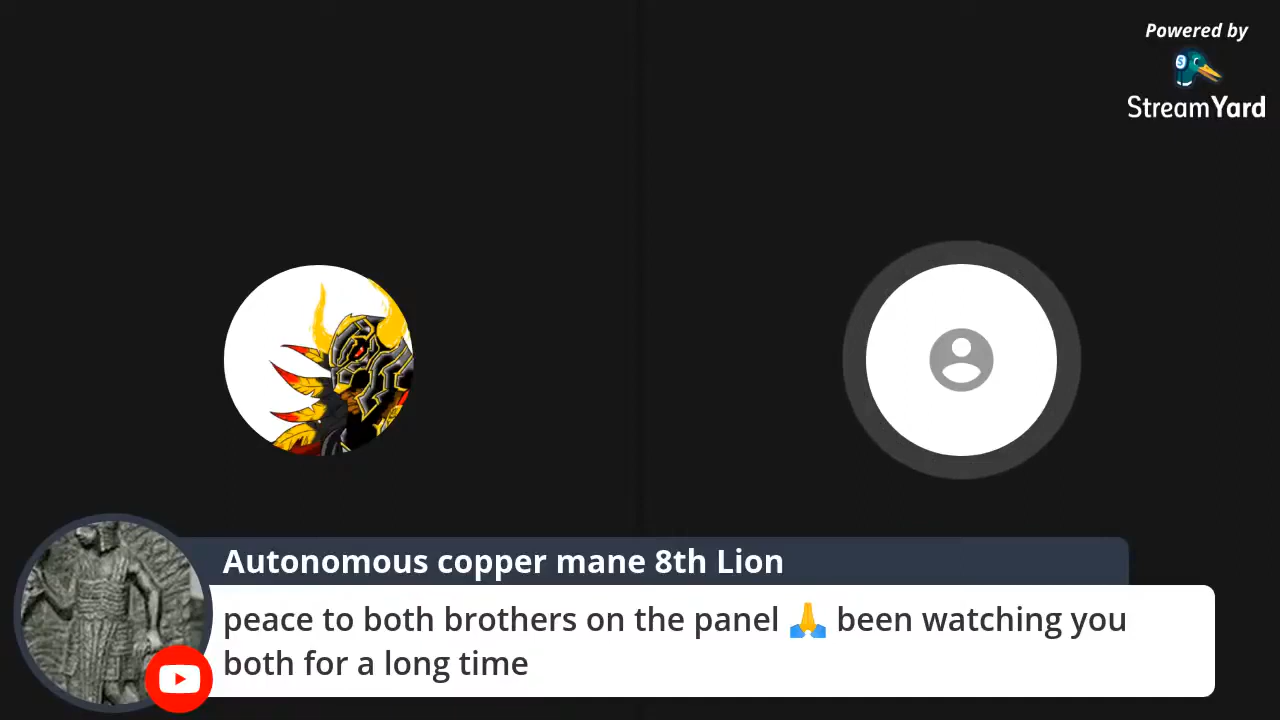 Powered by
StreamYard
Autonomous copper mane 8th Lion
peace to both brothers on the panel 🙏 been watching you
both for a long time